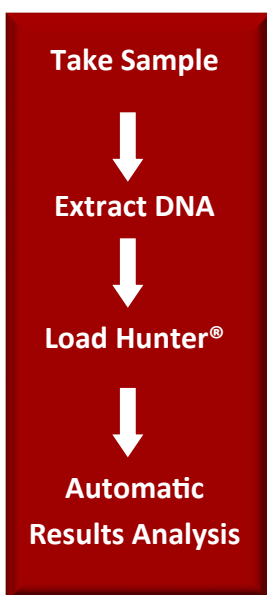 Take Sample
Extract DNA
Load Hunter®
Automatic
Results Analysis